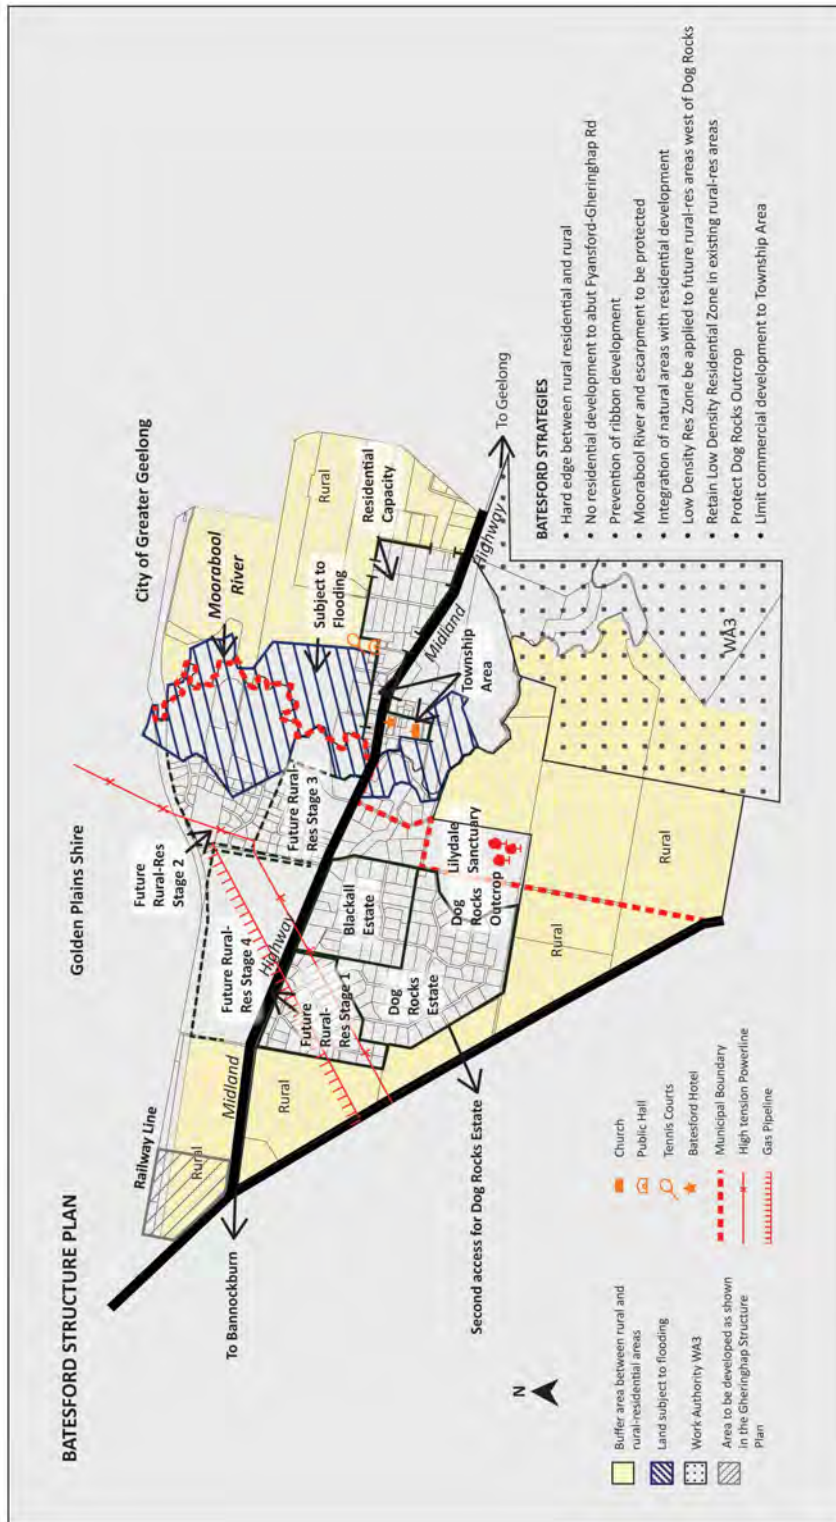 BATESFORD STRUCTURE PLAN
Golden Plains Shire
City of Greater Geelong
Railway Line
Rural
Midland
Highway
To Bannockburn
Rural
Future Rural-
Res Stage 4
Future
Rural-Res
Stage 2
Future Rural-
Res Stage 3
Future
Rural-
Res Stage 1
Moorabool
River
Subject to
Flooding
Rural
Residential
Capacity
Midland
Highway
To Geelong
Township
Area
Blackall
Estate
Dog
Rocks
Estate
Lilydale
Sanctuary
Dog
Rocks
Outcrop
Second access for Dog Rocks Estate
Rural
Rural
WA3
N
Buffer area between rural and
rural-residential areas
Land subject to flooding
Work Authority WA3
Area to be developed as shown
in the Gheringhap Structure
Plan
Church
Public Hall
Tennis Courts
Batesford Hotel
Municipal Boundary
High tension Powerline
Gas Pipeline
BATESFORD STRATEGIES
• Hard edge between rural residential and rural
• No residential development to abut Fyansford-Gheringhap Rd
• Prevention of ribbon development
• Moorabool River and escarpment to be protected
• Integration of natural areas with residential development
• Low Density Res Zone be applied to future rural-res areas west of Dog Rocks
• Retain Low Density Residential Zone in existing rural-res areas
• Protect Dog Rocks Outcrop
• Limit commercial development to Township Area